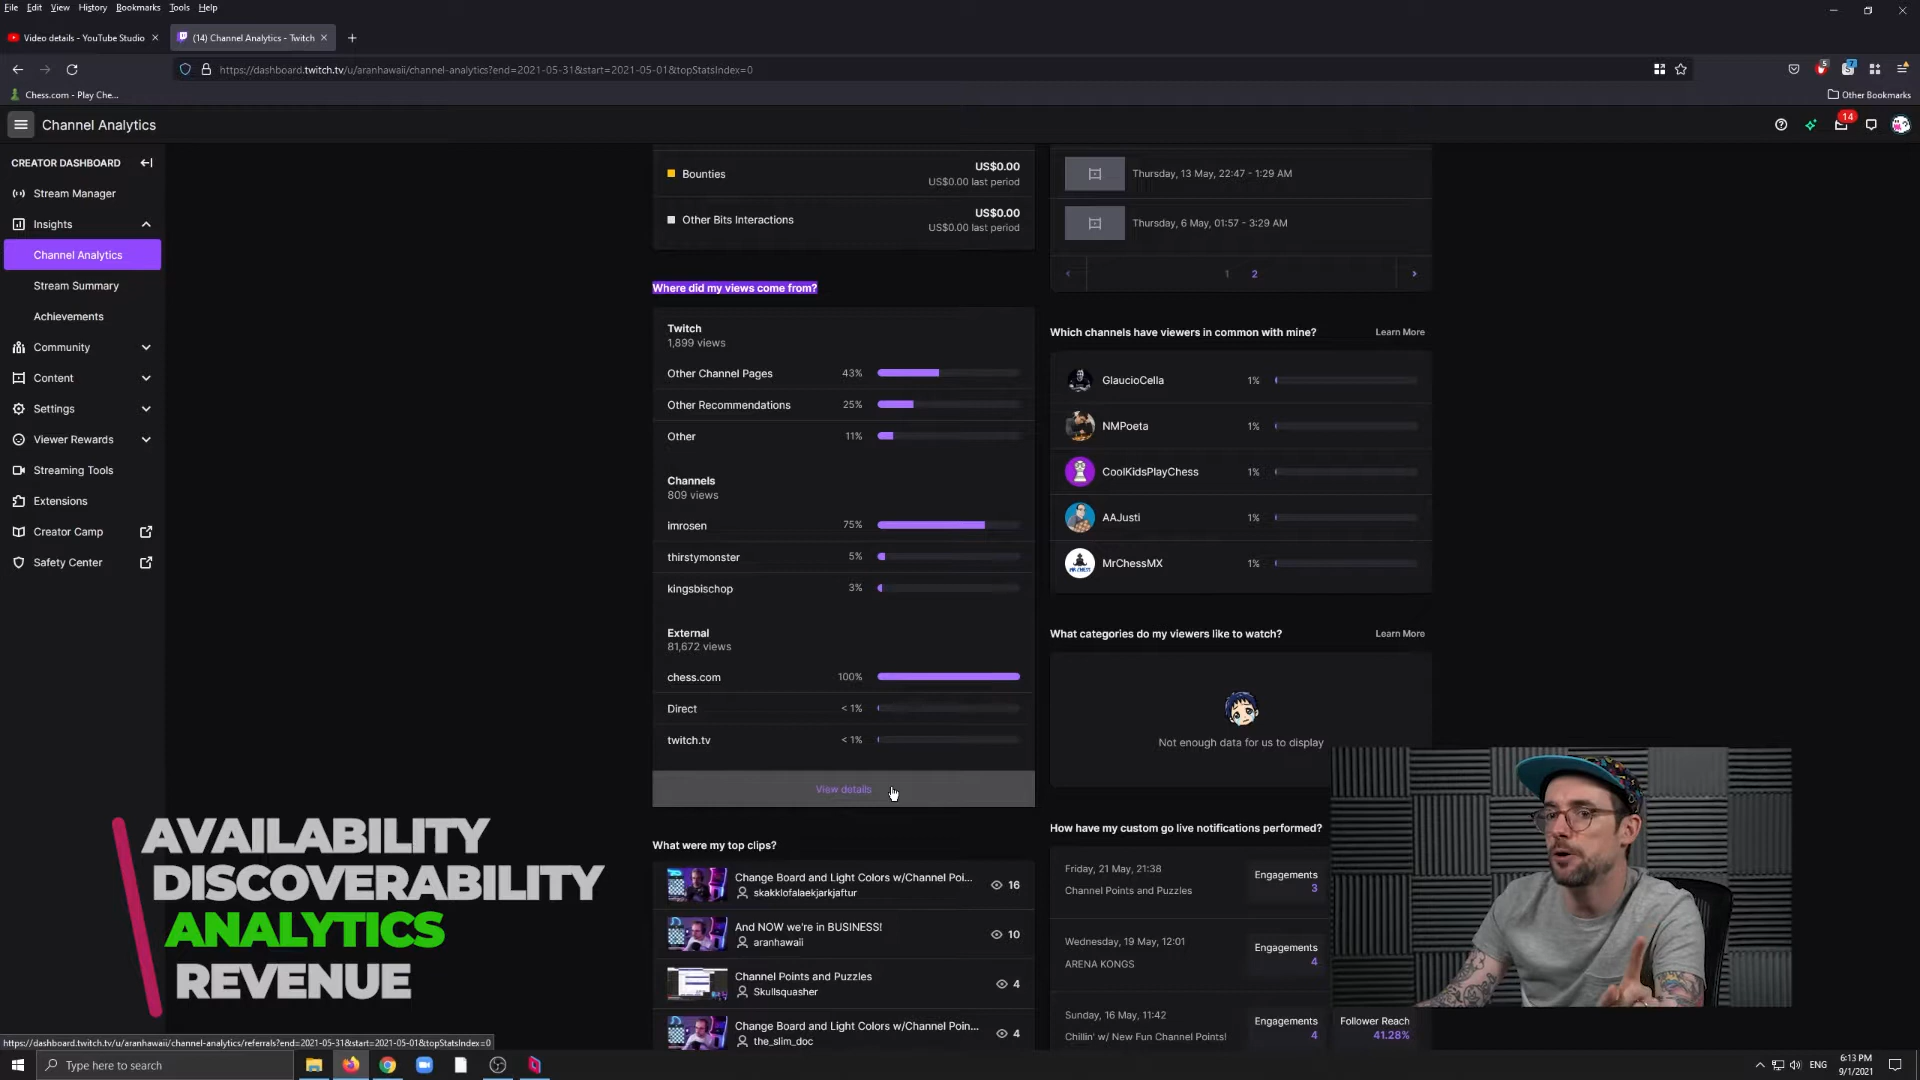 File Edit View History Bookmarks Tools Help
Video details - YouTube Studio
(14) Channel Analytics - Twitch
https://dashboard.twitch.tv/u/aranhawaii/channel-analytics?end=2021-05-31&start=2021-05-01&topStatsIndex=0
5
7
Chess.com - Play Che...
Other Bookmarks
Channel Analytics
14
CREATOR DASHBOARD
Stream Manager
Insights
Channel Analytics
Stream Summary
Achievements
Community
Content
Settings
Viewer Rewards
Streaming Tools
Extensions
Creator Camp
Safety Center
Bounties
US$0.00
US$0.00 last period
Other Bits Interactions
US$0.00
US$0.00 last period
Where did my views come from?
Twitch
1,899 views
Other Channel Pages 43%
Other Recommendations 25%
Other 11%
Channels
809 views
imrosen 75%
thirstymonster 5%
kingsbischop 3%
External
81,672 views
chess.com 100%
Direct < 1%
twitch.tv < 1%
View details
What were my top clips?
Change Board and Light Colors w/Channel Poi...
skakklofalaekjarkjaftur
16
And NOW we're in BUSINESS!
aranhawaii
10
Channel Points and Puzzles
Skullsquasher
4
Change Board and Light Colors w/Channel Poin...
the_slim_doc
4
Thursday, 13 May, 22:47 - 1:29 AM
Thursday, 6 May, 01:57 - 3:29 AM
1 2
Which channels have viewers in common with mine? Learn More
GlaucioCella 1%
NMPoeta 1%
CoolKidsPlayChess 1%
AAJusti 1%
MrChessMX 1%
What categories do my viewers like to watch? Learn More
Not enough data for us to display
How have my custom go live notifications performed?
Friday, 21 May, 21:38
Channel Points and Puzzles
Engagements
3
Wednesday, 19 May, 12:01
ARENA KONGS
Engagements
4
Sunday, 16 May, 11:42
Chillin' w/ New Fun Channel Points!
Engagements
4
Follower Reach
41.28%
AVAILABILITY
DISCOVERABILITY
ANALYTICS
REVENUE
https://dashboard.twitch.tv/u/aranhawaii/channel-analytics/referrals?end=2021-05-31&start=2021-05-01&topStatsIndex=0
Type here to search
ENG
6:13 PM
9/1/2021